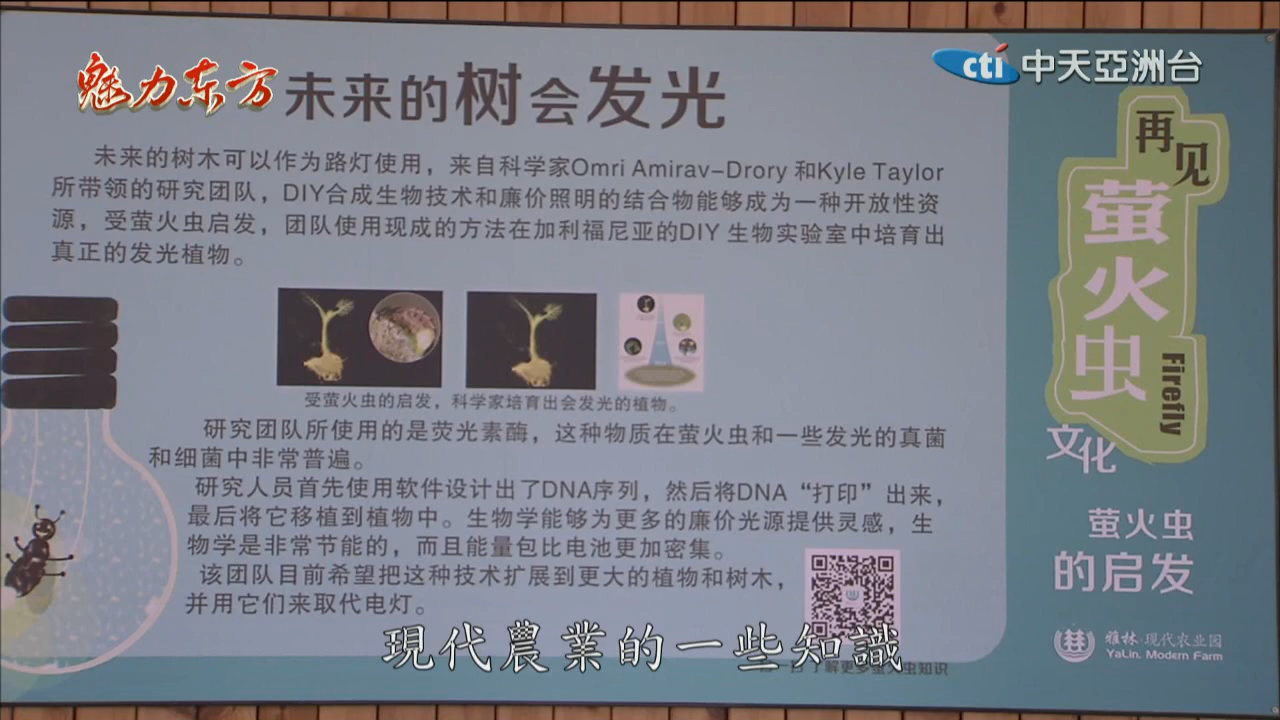 魅力东方
cti 中天亞洲台
未来的树会发光
未来的树木可以作为路灯使用，来自科学家Omri Amirav-Drory 和Kyle Taylor
所带领的研究团队，DIY合成生物技术和廉价照明的结合物能够成为一种开放性资
源，受萤火虫启发，团队使用现成的方法在加利福尼亚的DIY 生物实验室中培育出
真正的发光植物。
受萤火虫的启发，科学家培育出会发光的植物。
研究团队所使用的是荧光素酶，这种物质在萤火虫和一些发光的真菌
和细菌中非常普遍。
研究人员首先使用软件设计出了DNA序列，然后将DNA“打印”出来，
最后将它移植到植物中。生物学能够为更多的廉价光源提供灵感，生
物学是非常节能的，而且能量包比电池更加密集。
该团队目前希望把这种技术扩展到更大的植物和树木，
并用它们来取代电灯。
了解更多萤火虫知识
再见
萤火虫
Firefly
文化
萤火虫
的启发
雅林·现代农业园
YaLin. Modern Farm
現代農業的一些知識